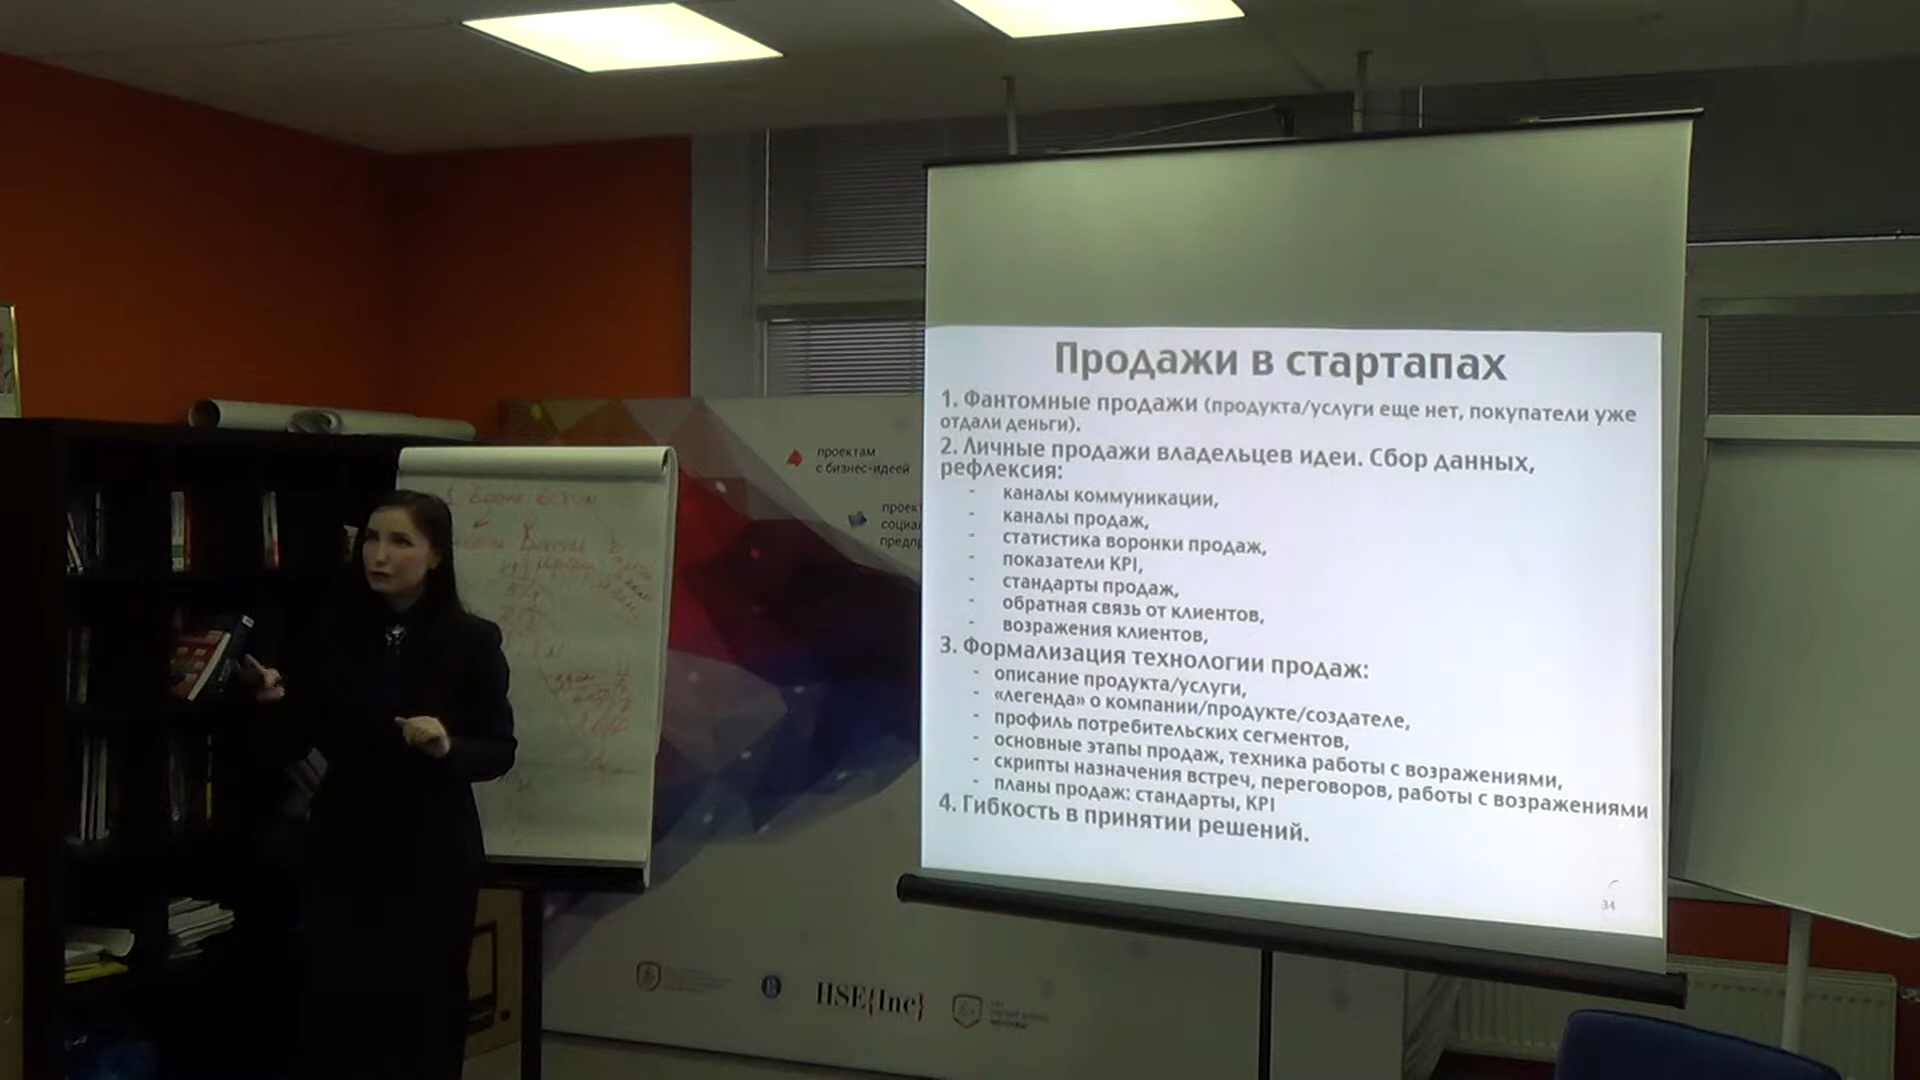 Продажи в стартапах
1. Фантомные продажи (продукта/услуги еще нет, покупатели уже
отдали деньги).
2. Личные продажи владельцев идеи. Сбор данных,
рефлексия:
- каналы коммуникации,
- каналы продаж,
- статистика воронки продаж,
- показатели KPI,
- стандарты продаж,
- обратная связь от клиентов,
- возражения клиентов,
3. Формализация технологии продаж:
- описание продукта/услуги,
- «легенда» о компании/продукте/создателе,
- профиль потребительских сегментов,
- основные этапы продаж, техника работы с возражениями,
- скрипты назначения встреч, переговоров, работы с возражениями
- планы продаж: стандарты, KPI
4. Гибкость в принятии решений.
34
проектам
с бизнес-идеей
HSE{Inc}